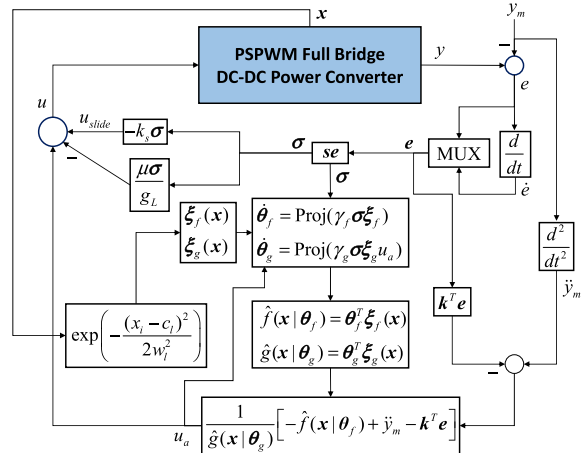 x
y_m
PSPWM Full Bridge
DC-DC Power Converter
y
−
u
e
u_slide
−k_s σ
σ
se
e
MUX
d/dt
−
μσ/g_L
σ
ė
ξ_f(x)
ξ_g(x)
θ̇_f = Proj(γ_f σξ_f)
θ̇_g = Proj(γ_g σξ_g u_a)
d²/dt²
ÿ_m
k^T e
exp(−(x_i − c_l)²/2w_l²)
f̂(x | θ_f) = θ_f^T ξ_f(x)
ĝ(x | θ_g) = θ_g^T ξ_g(x)
−
u_a
1/ĝ(x | θ_g) [−f̂(x | θ_f) + ÿ_m − k^T e]